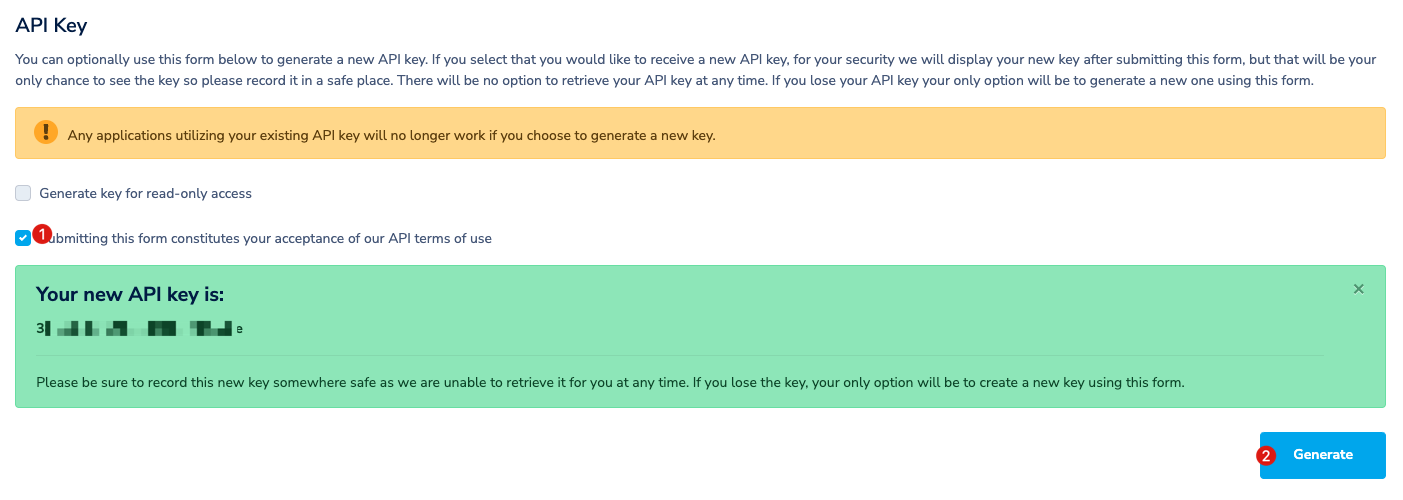 API Key
You can optionally use this form below to generate a new API key. If you select that you would like to receive a new API key, for your security we will display your new key after submitting this form, but that will be your
only chance to see the key so please record it in a safe place. There will be no option to retrieve your API key at any time. If you lose your API key your only option will be to generate a new one using this form.
! Any applications utilizing your existing API key will no longer work if you choose to generate a new key.
Generate key for read-only access
1 ubmitting this form constitutes your acceptance of our API terms of use
Your new API key is:
3 e
Please be sure to record this new key somewhere safe as we are unable to retrieve it for you at any time. If you lose the key, your only option will be to create a new key using this form.
2 Generate